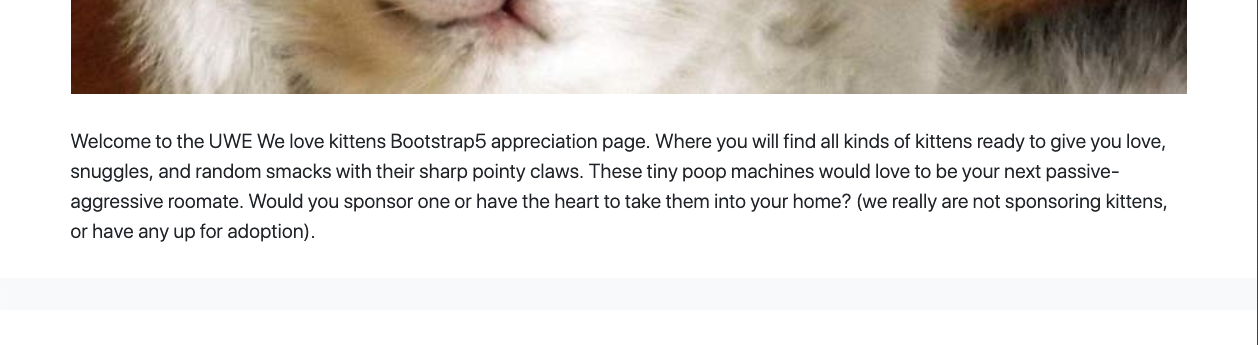 Welcome to the UWE We love kittens Bootstrap5 appreciation page. Where you will find all kinds of kittens ready to give you love,
snuggles, and random smacks with their sharp pointy claws. These tiny poop machines would love to be your next passive-
aggressive roomate. Would you sponsor one or have the heart to take them into your home? (we really are not sponsoring kittens,
or have any up for adoption).